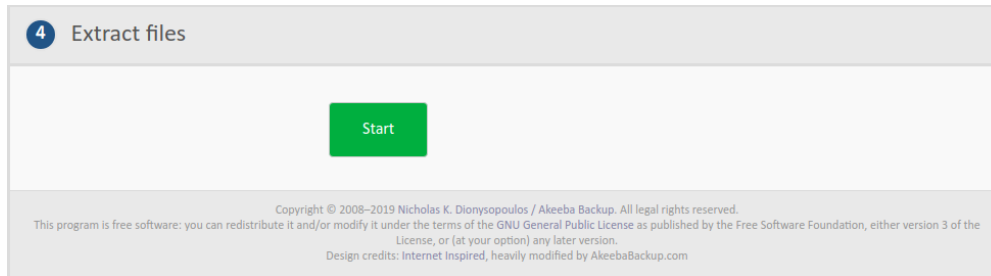 4 Extract files
Start
Copyright © 2008–2019 Nicholas K. Dionysopoulos / Akeeba Backup. All legal rights reserved.
This program is free software: you can redistribute it and/or modify it under the terms of the GNU General Public License as published by the Free Software Foundation, either version 3 of the
License, or (at your option) any later version.
Design credits: Internet Inspired, heavily modified by AkeebaBackup.com